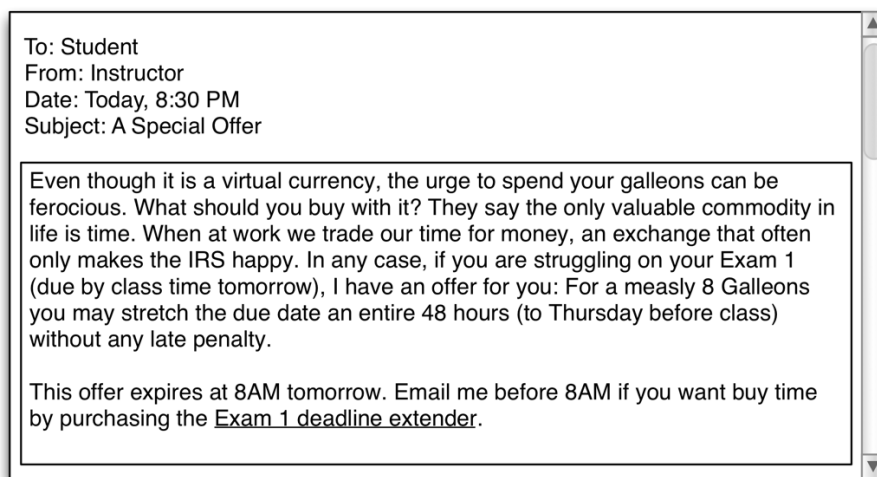 To: Student
From: Instructor
Date: Today, 8:30 PM
Subject: A Special Offer
Even though it is a virtual currency, the urge to spend your galleons can be
ferocious. What should you buy with it? They say the only valuable commodity in
life is time. When at work we trade our time for money, an exchange that often
only makes the IRS happy. In any case, if you are struggling on your Exam 1
(due by class time tomorrow), I have an offer for you: For a measly 8 Galleons
you may stretch the due date an entire 48 hours (to Thursday before class)
without any late penalty.
This offer expires at 8AM tomorrow. Email me before 8AM if you want buy time
by purchasing the Exam 1 deadline extender.